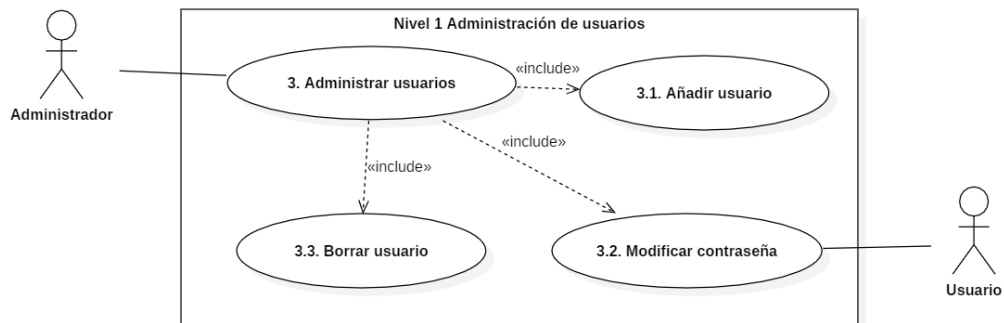 Nivel 1 Administración de usuarios
Administrador
3. Administrar usuarios
«include»
3.1. Añadir usuario
«include»
«include»
3.3. Borrar usuario
3.2. Modificar contraseña
Usuario